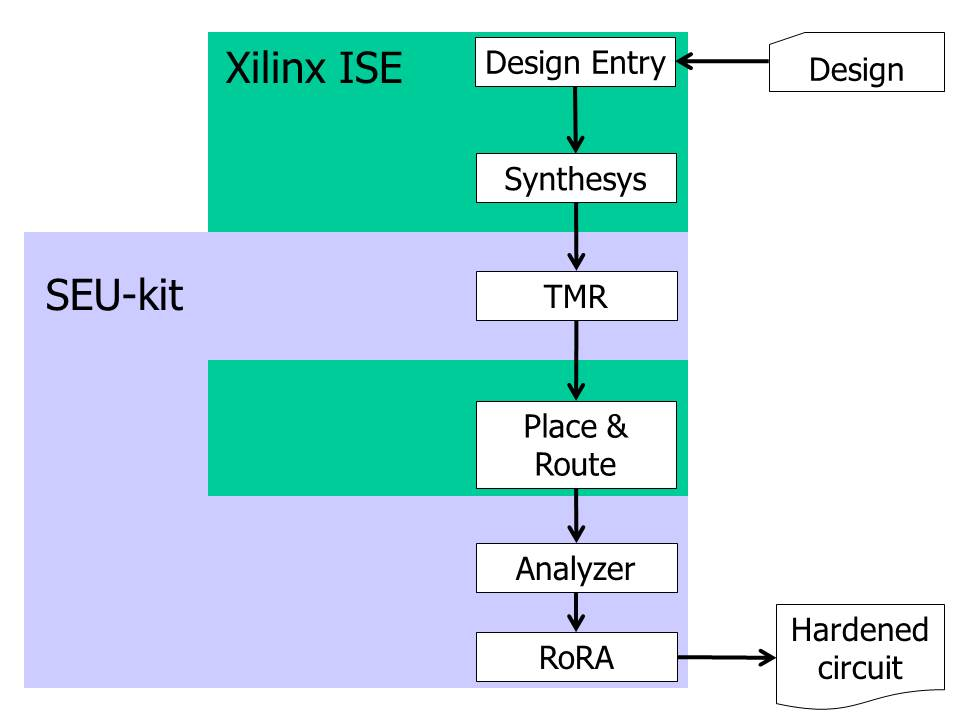 Xilinx ISE
Design Entry
Design
Synthesys
SEU-kit
TMR
Place &
Route
Analyzer
RoRA
Hardened
circuit